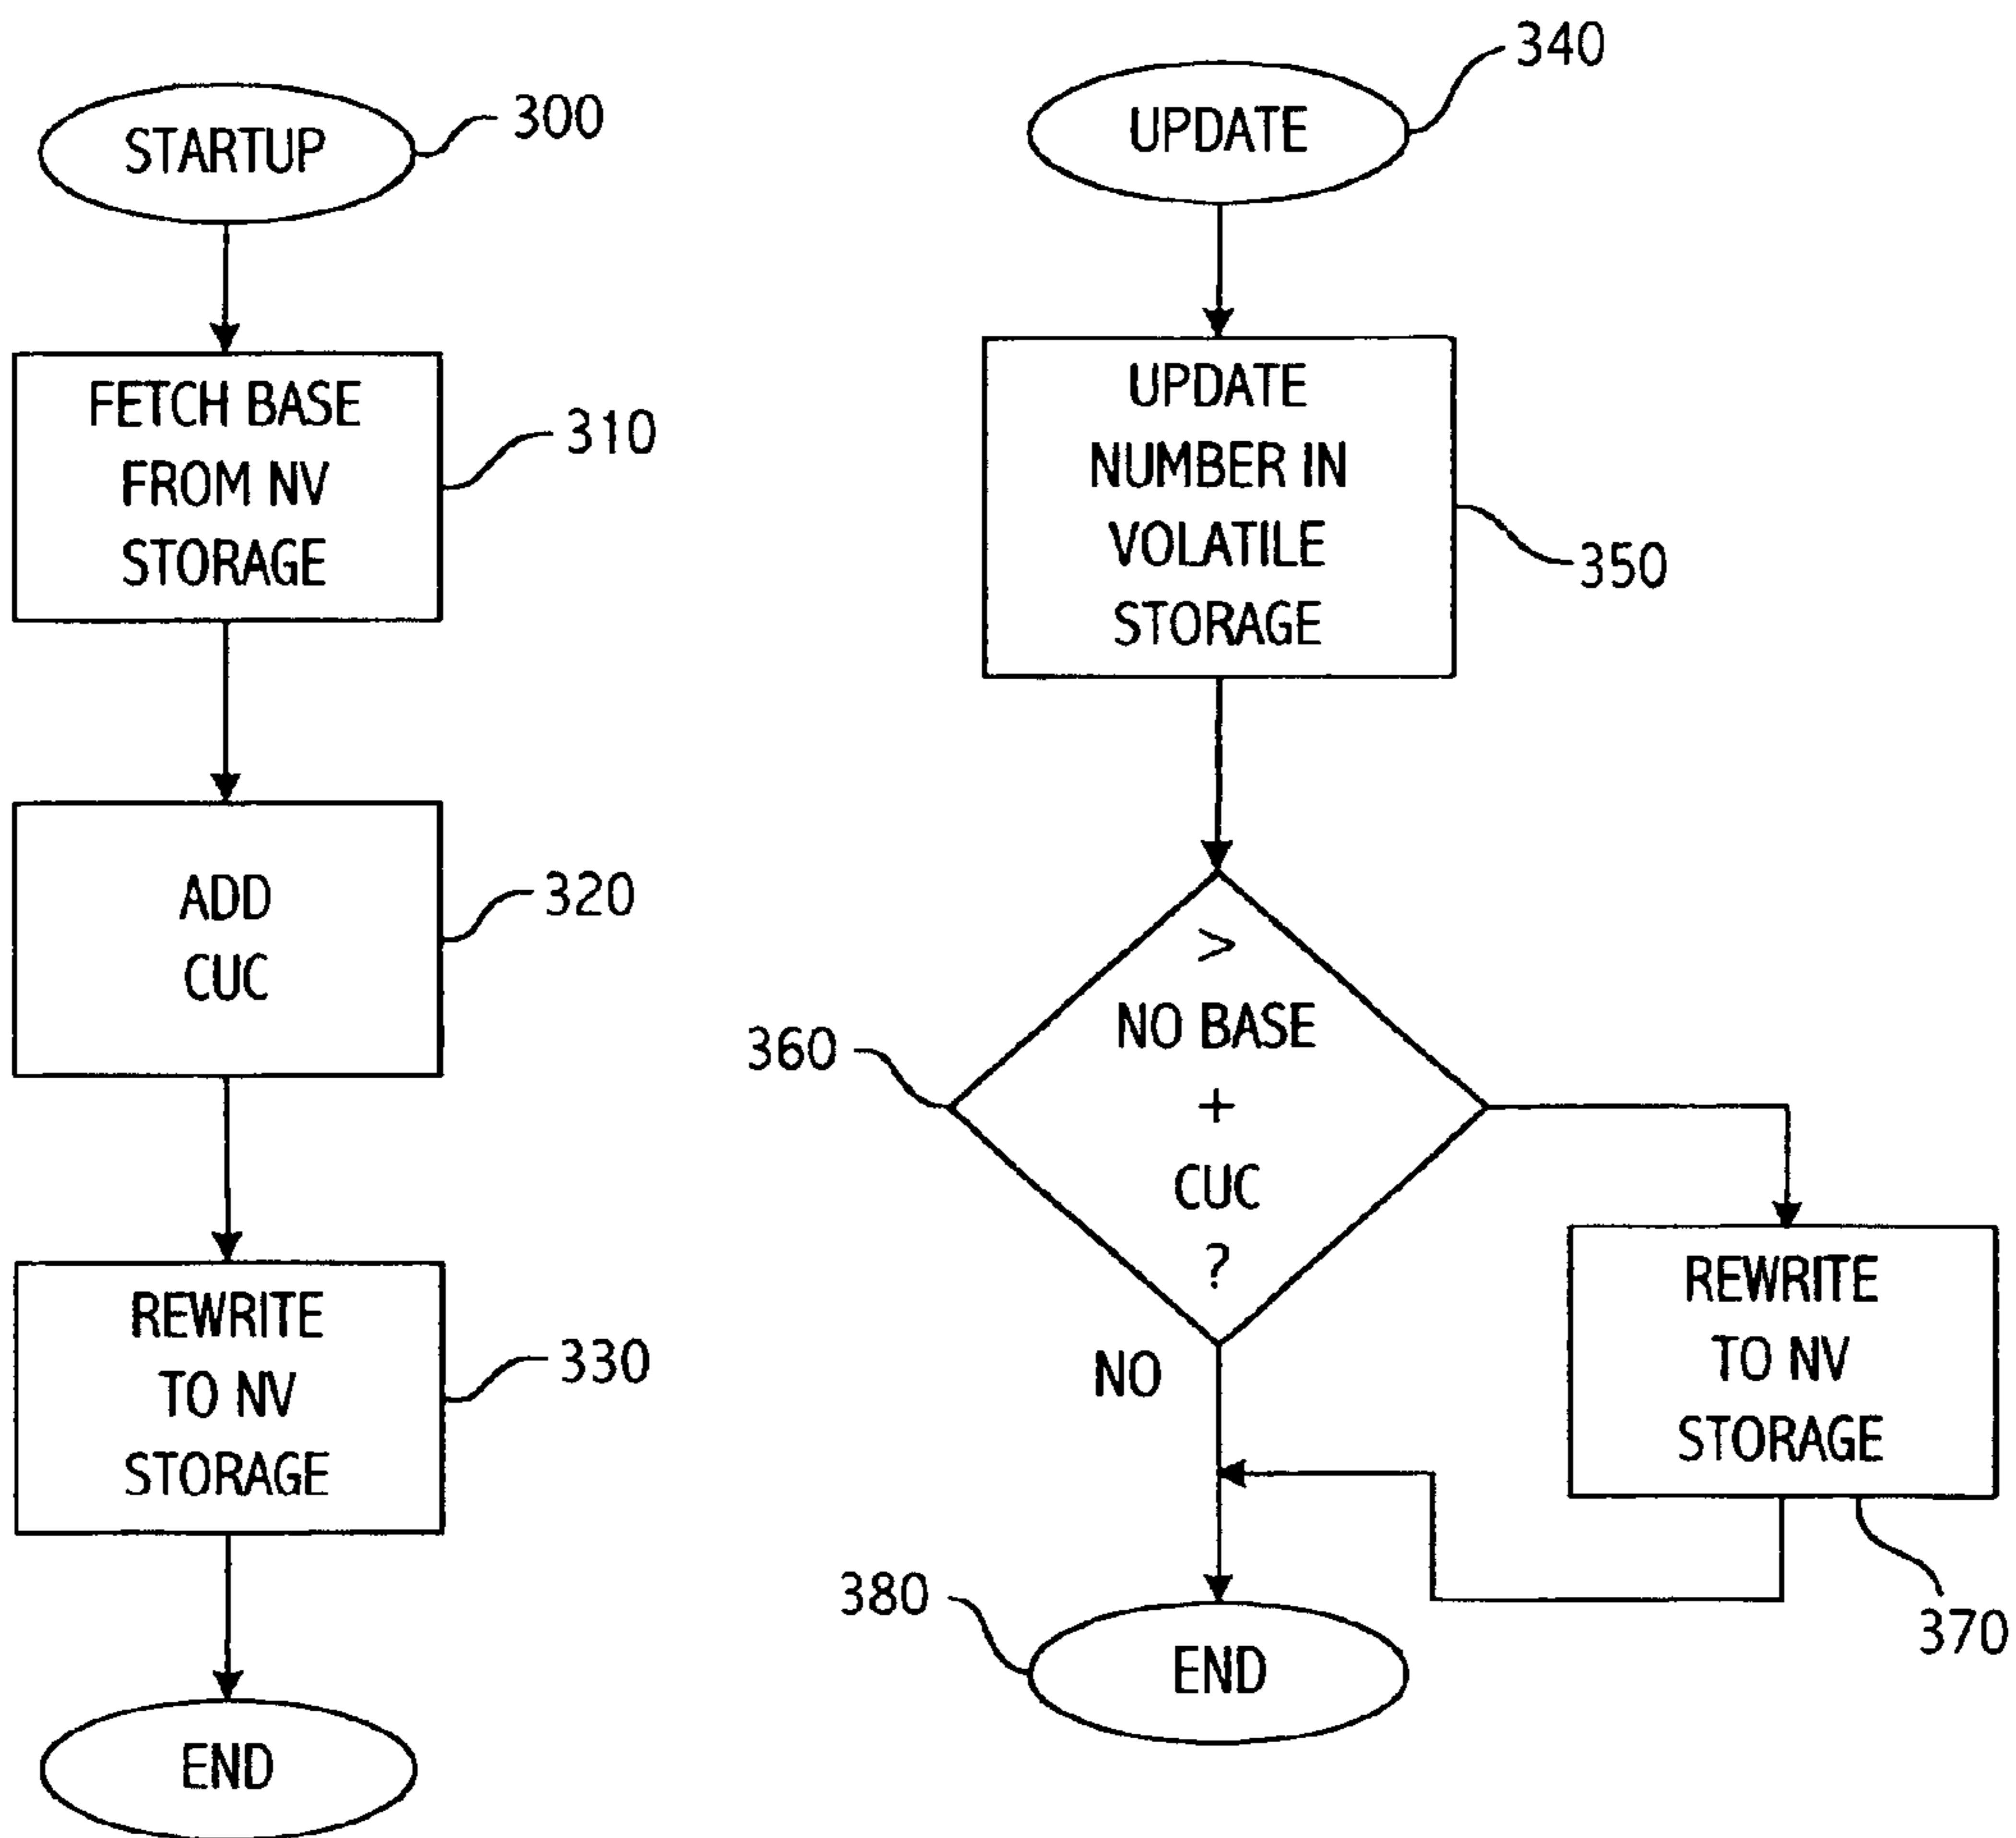 STARTUP
300
FETCH BASE
FROM NV
STORAGE
310
ADD
CUC
320
REWRITE
TO NV
STORAGE
330
END
UPDATE
340
UPDATE
NUMBER IN
VOLATILE
STORAGE
350
>
NO BASE
+
CUC
?
360
NO
REWRITE
TO NV
STORAGE
370
END
380